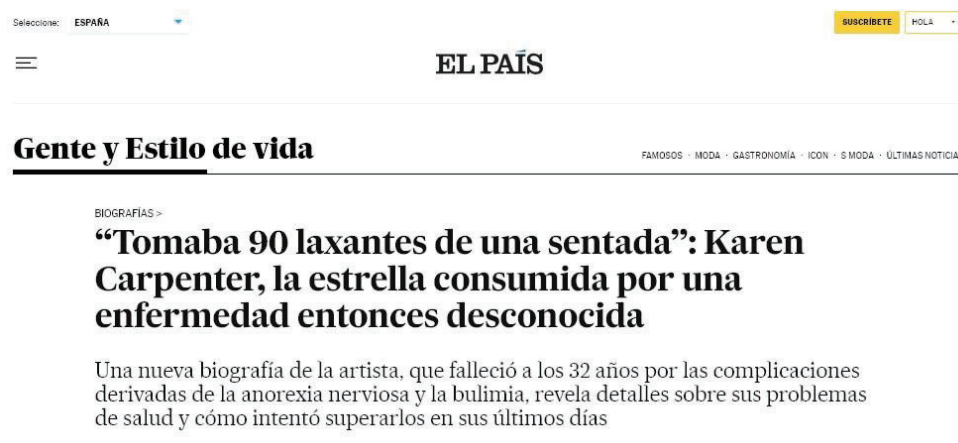 Seleccione: ESPAÑA
SUSCRÍBETE HOLA
EL PAÍS
Gente y Estilo de vida
FAMOSOS · MODA · GASTRONOMÍA · ICON · S MODA · ÚLTIMAS NOTICIA
BIOGRAFÍAS >
“Tomaba 90 laxantes de una sentada”: Karen
Carpenter, la estrella consumida por una
enfermedad entonces desconocida
Una nueva biografía de la artista, que falleció a los 32 años por las complicaciones
derivadas de la anorexia nerviosa y la bulimia, revela detalles sobre sus problemas
de salud y cómo intentó superarlos en sus últimos días